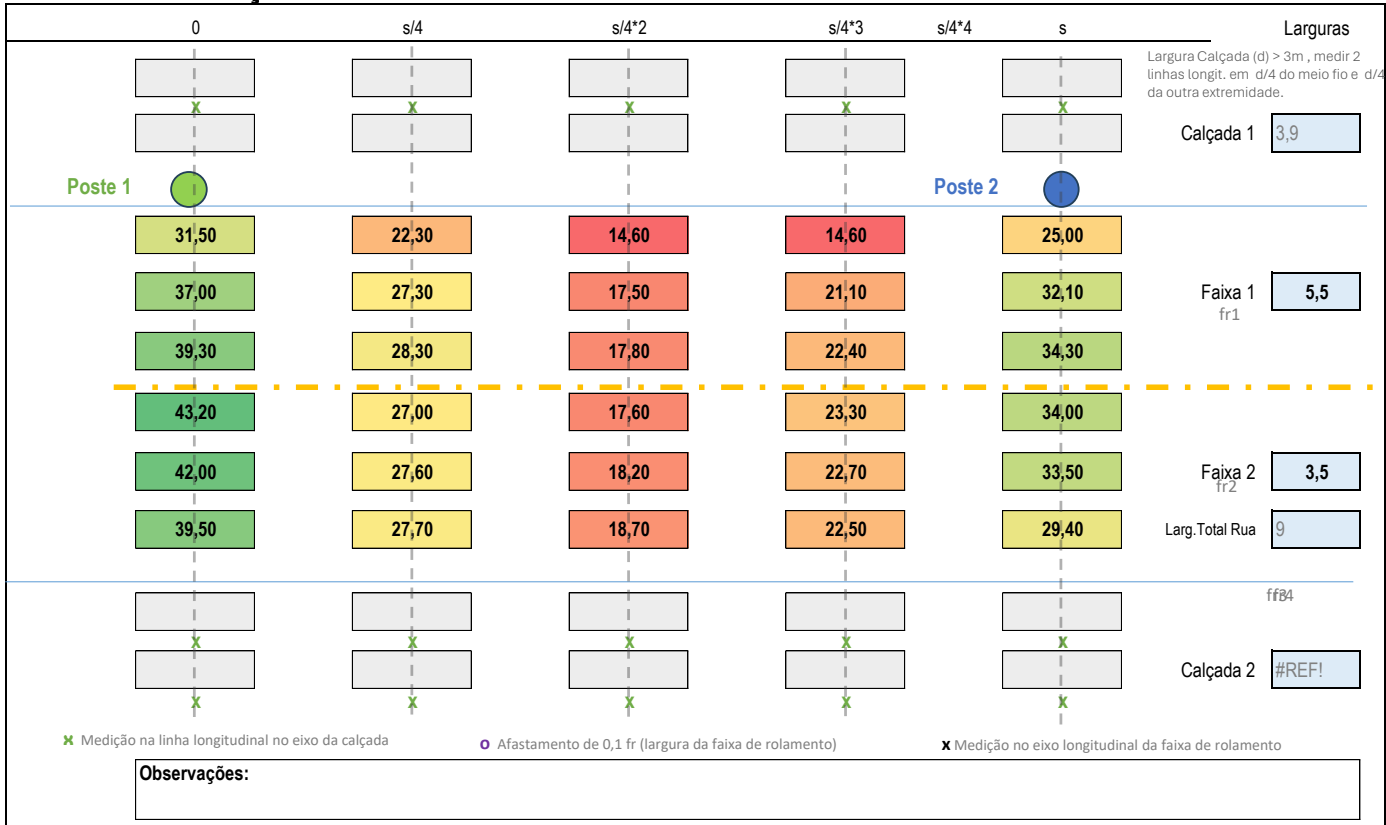 0 s/4 s/4*2 s/4*3 s/4*4 s Larguras
Largura Calçada (d) > 3m , medir 2
linhas longit. em d/4 do meio fio e d/4
da outra extremidade.
x x x x x
Calçada 1 3,9
Poste 1 Poste 2
31,50 22,30 14,60 14,60 25,00
37,00 27,30 17,50 21,10 32,10 Faixa 1 5,5
fr1
39,30 28,30 17,80 22,40 34,30
43,20 27,00 17,60 23,30 34,00
42,00 27,60 18,20 22,70 33,50 Faixa 2 3,5
fr2
39,50 27,70 18,70 22,50 29,40 Larg.Total Rua 9
x x x x x
Calçada 2 #REF!
x x x x x
x Medição na linha longitudinal no eixo da calçada o Afastamento de 0,1 fr (largura da faixa de rolamento) x Medição no eixo longitudinal da faixa de rolamento
Observações: